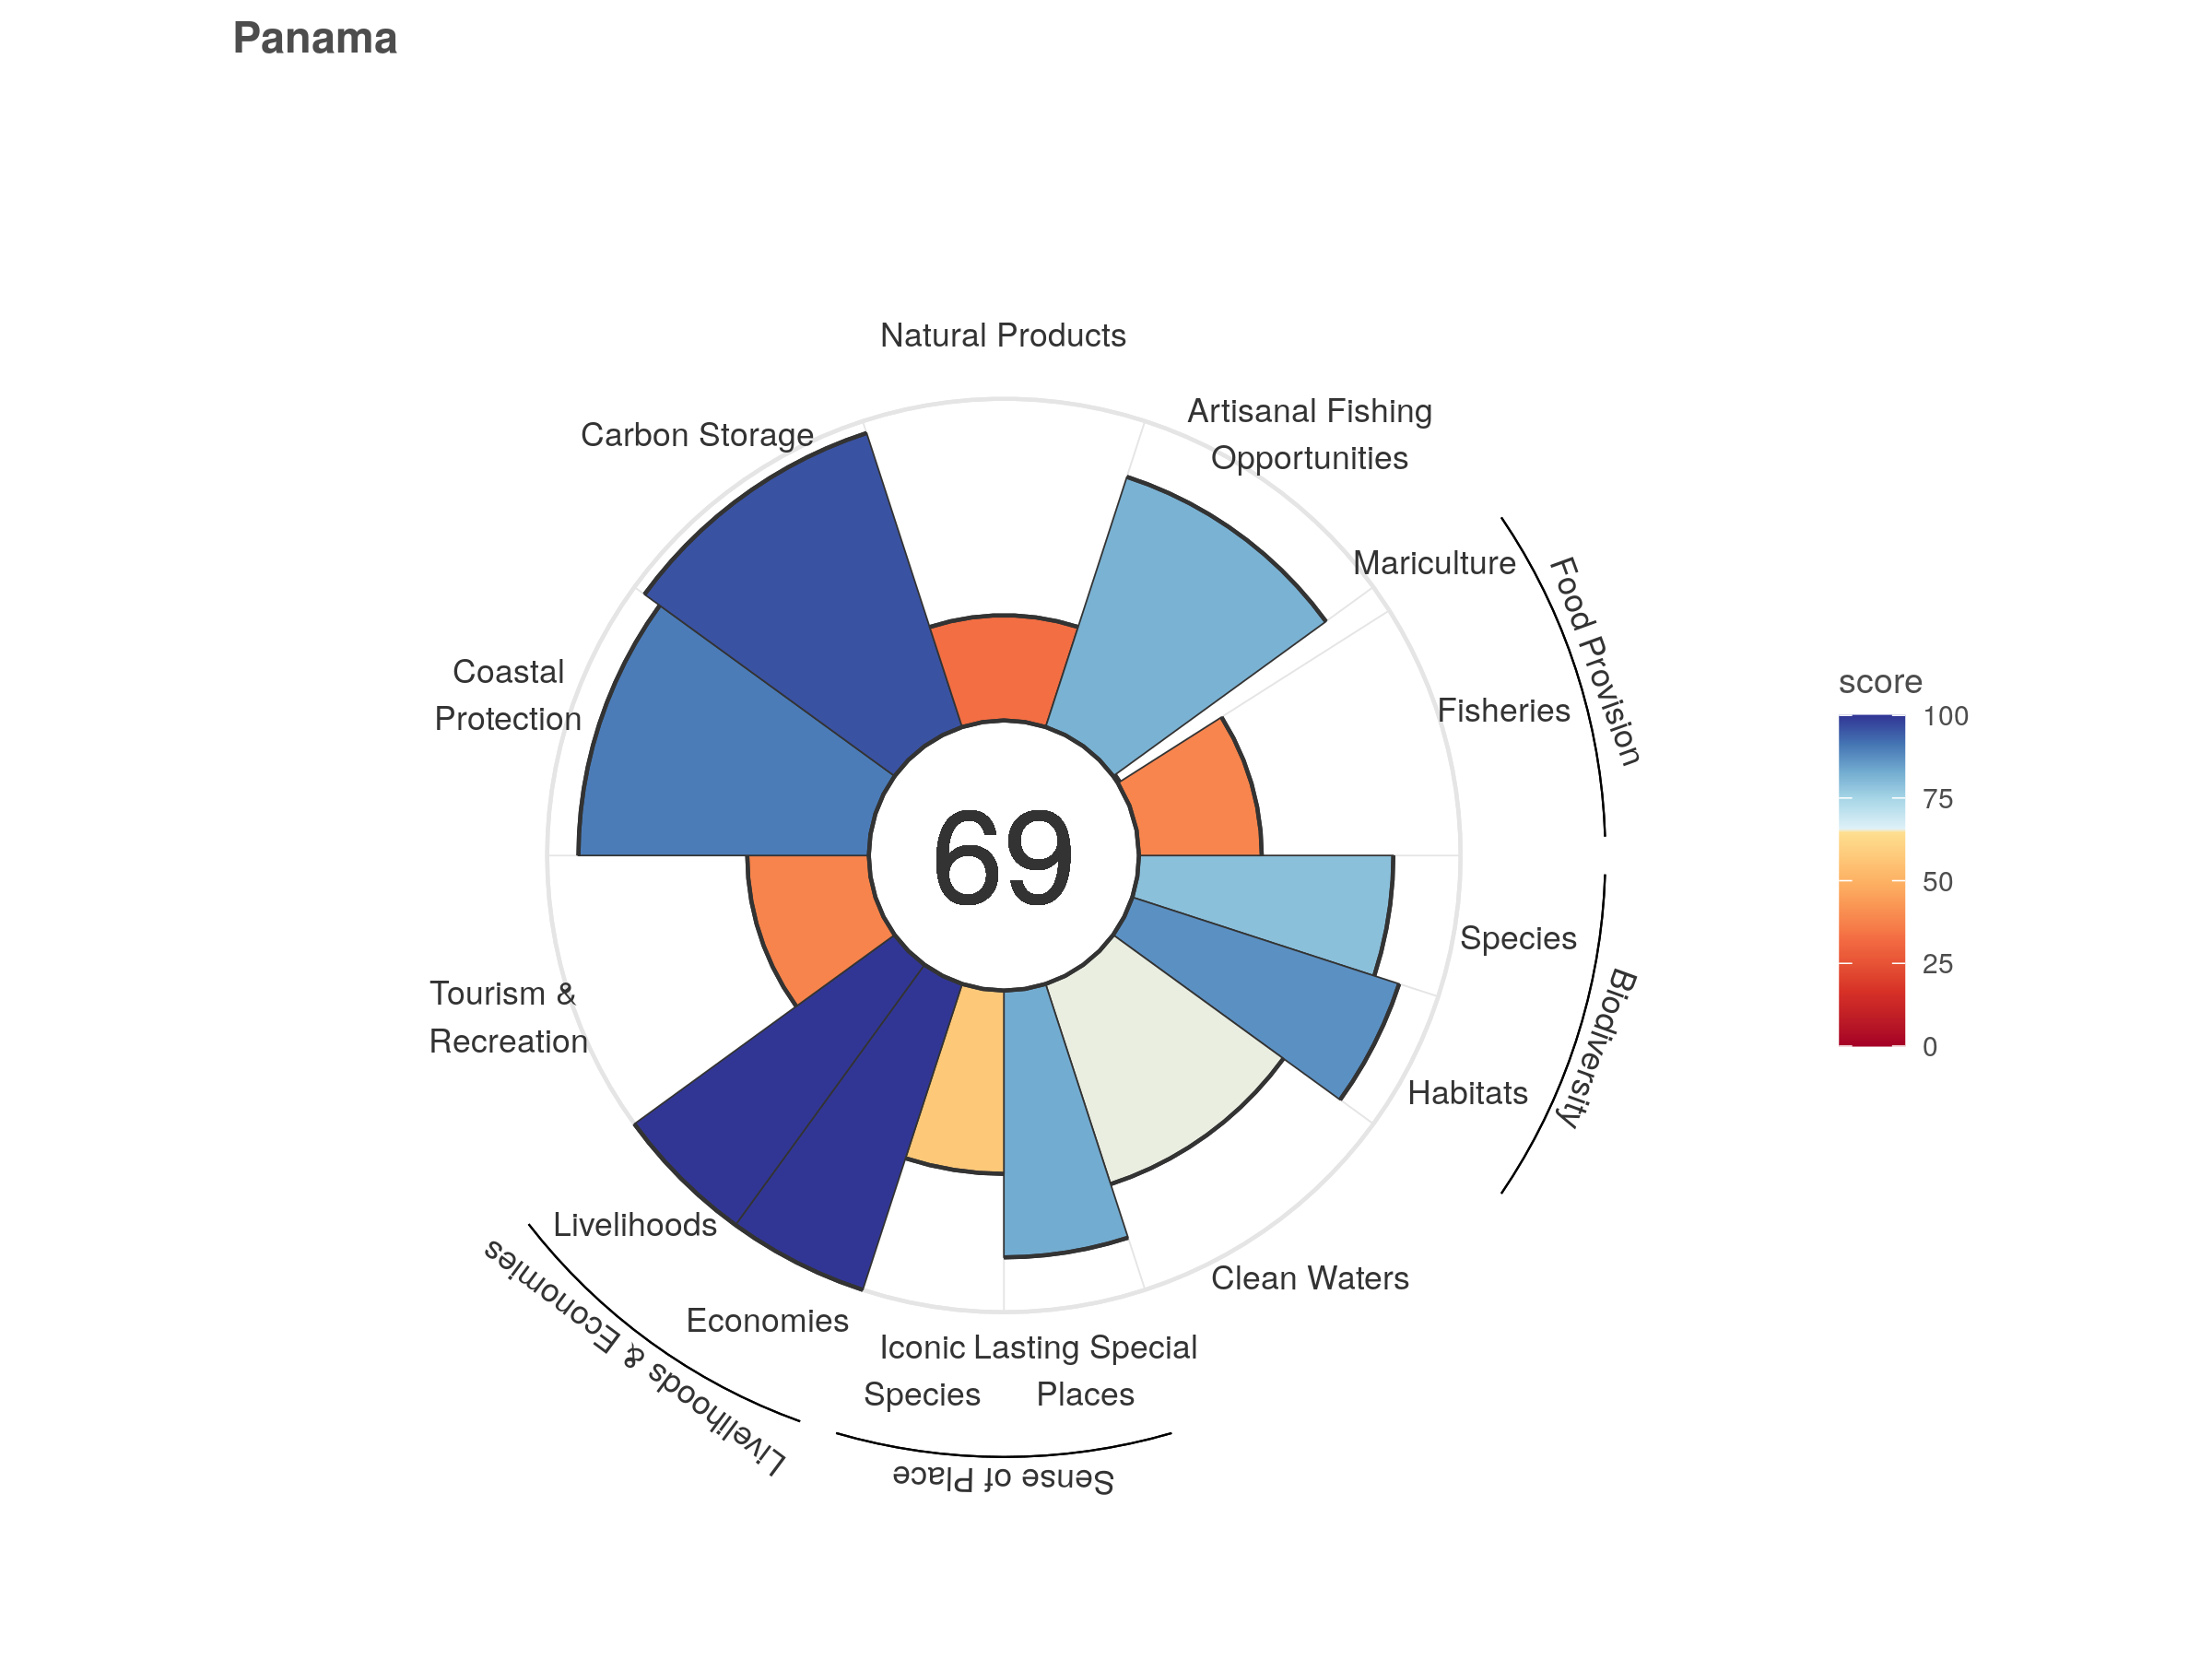 Panama
Natural Products
Artisanal Fishing
Opportunities
Carbon Storage
Mariculture
Food Provision
Coastal
Protection
Fisheries
score
100
75
50
25
0
69
Species
Biodiversity
Tourism &
Recreation
Habitats
Livelihoods
Clean Waters
Livelihoods & Economies
Economies
Iconic
Species
Lasting Special
Places
Sense of Place